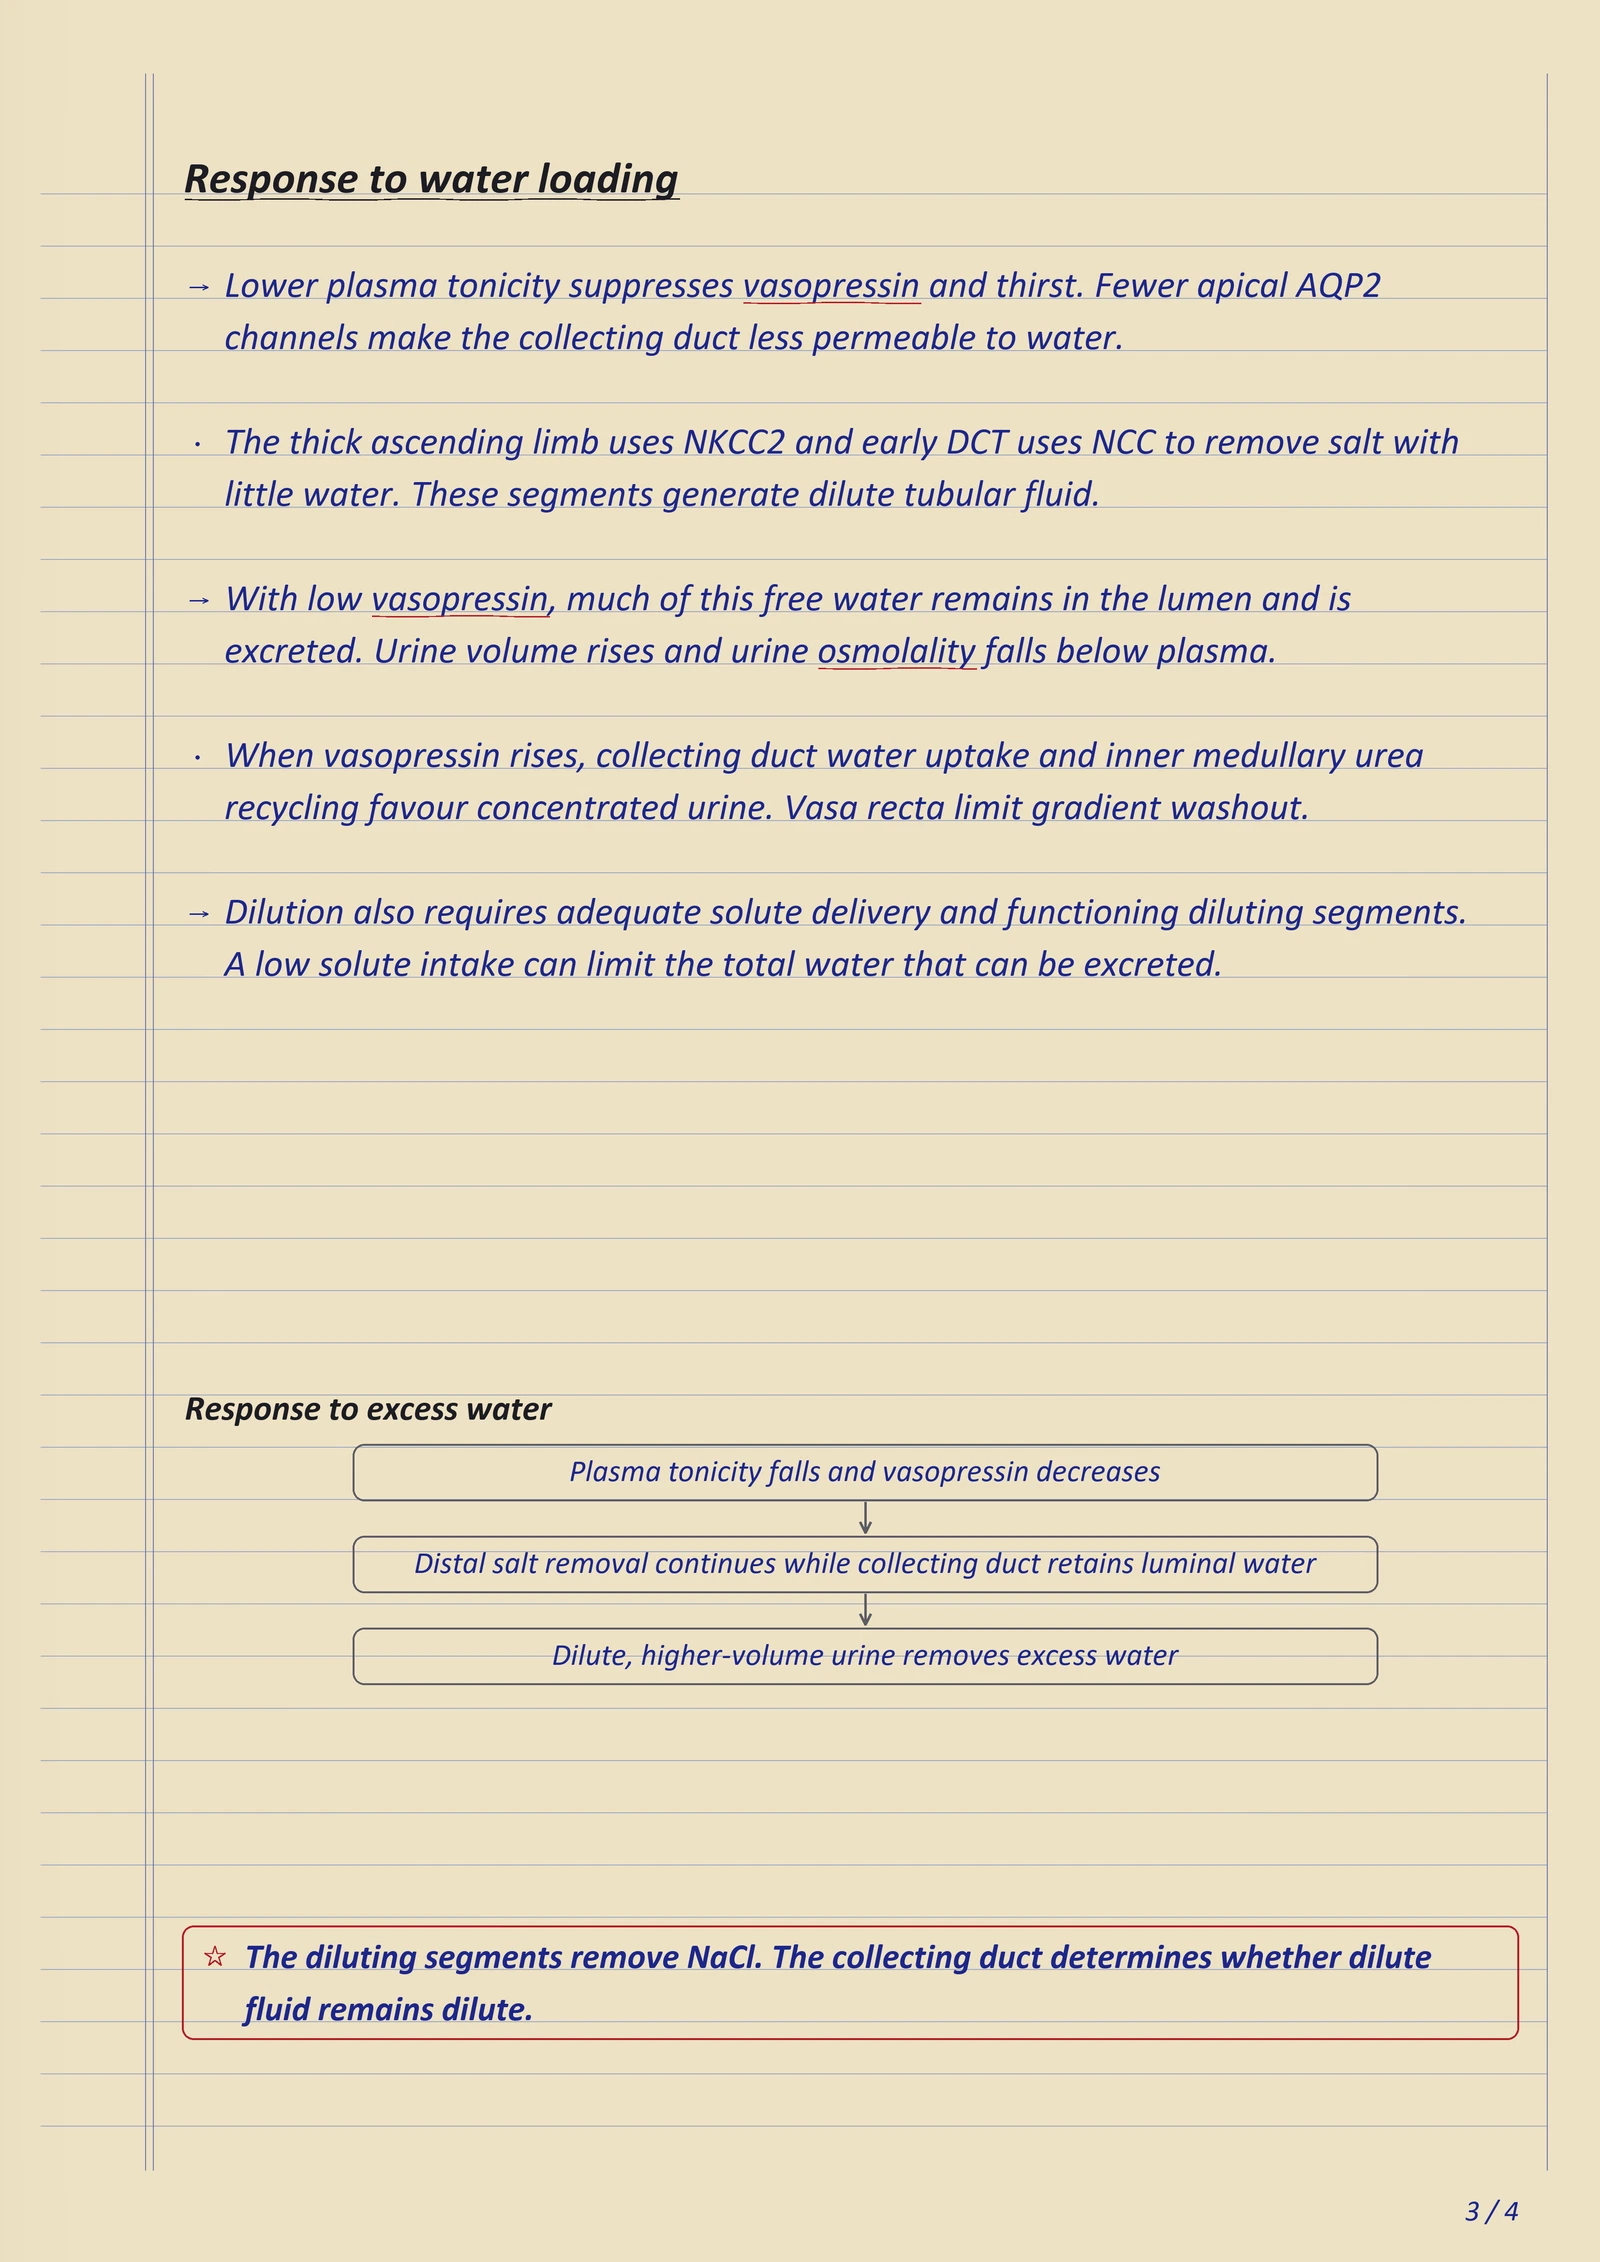 Response to water loading
→ Lower plasma tonicity suppresses vasopressin and thirst. Fewer apical AQP2
channels make the collecting duct less permeable to water.
· The thick ascending limb uses NKCC2 and early DCT uses NCC to remove salt with
little water. These segments generate dilute tubular fluid.
→ With low vasopressin, much of this free water remains in the lumen and is
excreted. Urine volume rises and urine osmolality falls below plasma.
· When vasopressin rises, collecting duct water uptake and inner medullary urea
recycling favour concentrated urine. Vasa recta limit gradient washout.
→ Dilution also requires adequate solute delivery and functioning diluting segments.
A low solute intake can limit the total water that can be excreted.
Response to excess water
Plasma tonicity falls and vasopressin decreases
Distal salt removal continues while collecting duct retains luminal water
Dilute, higher-volume urine removes excess water
☆ The diluting segments remove NaCl. The collecting duct determines whether dilute
fluid remains dilute.
3 / 4